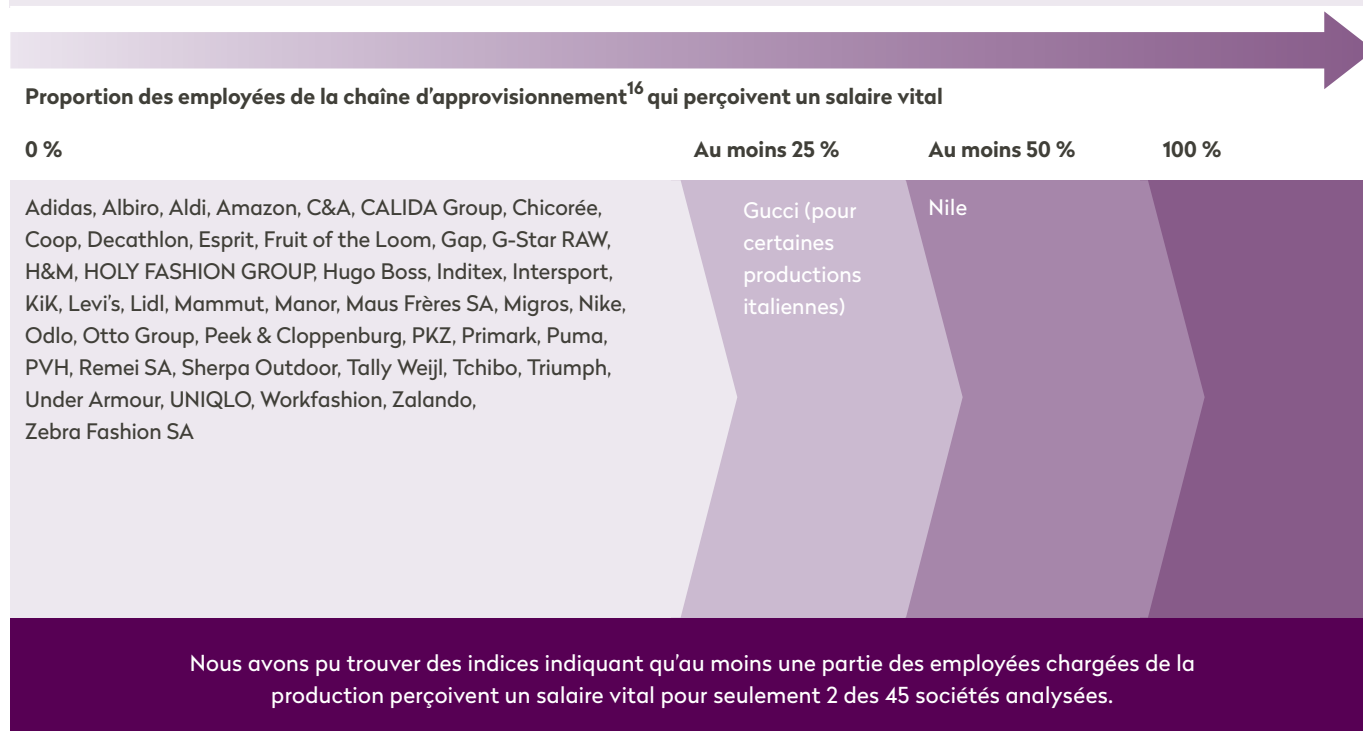 Proportion des employées de la chaîne d'approvisionnement16 qui perçoivent un salaire vital
0 %
Au moins 25 %
Au moins 50 %
100 %
Adidas, Albiro, Aldi, Amazon, C&A, CALIDA Group, Chicorée,
Coop, Decathlon, Esprit, Fruit of the Loom, Gap, G-Star RAW,
H&M, HOLY FASHION GROUP, Hugo Boss, Inditex, Intersport,
KiK, Levi's, Lidl, Mammut, Manor, Maus Frères SA, Migros, Nike,
Odlo, Otto Group, Peek & Cloppenburg, PKZ, Primark, Puma,
PVH, Remei SA, Sherpa Outdoor, Tally Weijl, Tchibo, Triumph,
Under Armour, UNIQLO, Workfashion, Zalando,
Zebra Fashion SA
Gucci (pour
certaines
productions
italiennes)
Nile
Nous avons pu trouver des indices indiquant qu'au moins une partie des employées chargées de la
production perçoivent un salaire vital pour seulement 2 des 45 sociétés analysées.